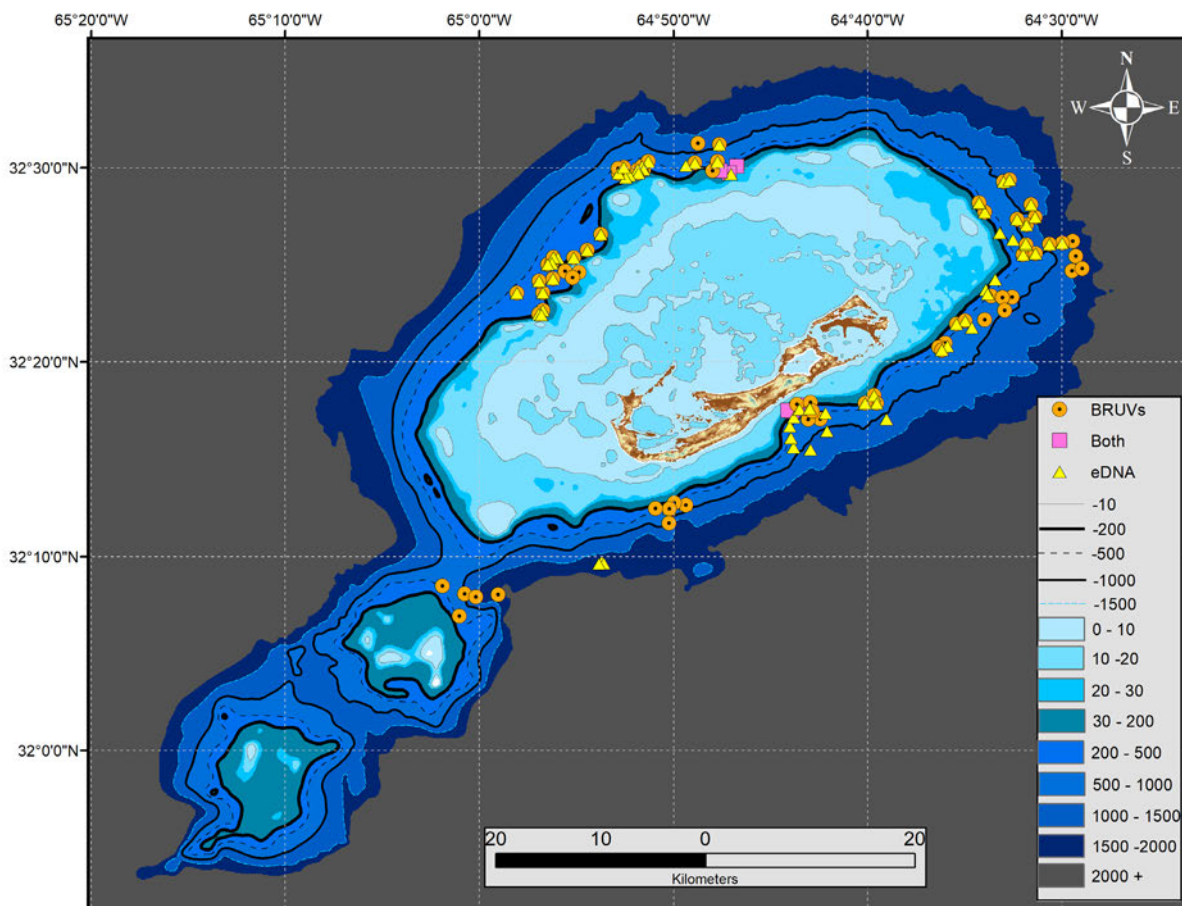 65°20'0"W 65°10'0"W 65°0'0"W 64°50'0"W 64°40'0"W 64°30'0"W
N
W E
S
32°30'0"N
32°20'0"N
32°10'0"N
32°0'0"N
BRUVs
Both
eDNA
-10
-200
-500
-1000
-1500
0 - 10
10 -20
20 - 30
30 - 200
200 - 500
500 - 1000
1000 - 1500
1500 -2000
2000 +
20 10 0 20
Kilometers